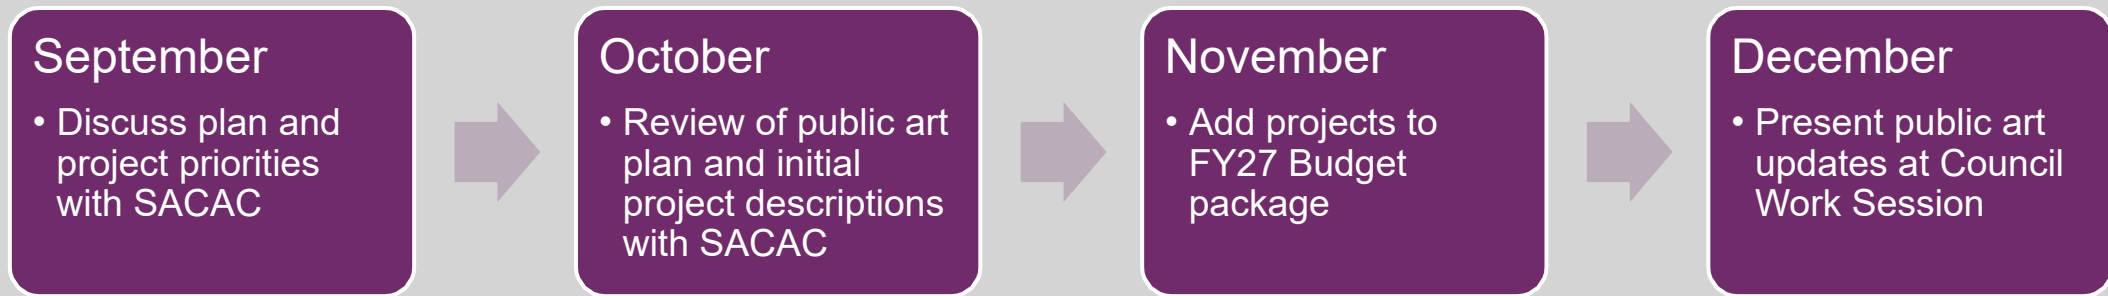 September
• Discuss plan and
project priorities
with SACAC
October
• Review of public art
plan and initial
project descriptions
with SACAC
November
• Add projects to
FY27 Budget
package
December
• Present public art
updates at Council
Work Session